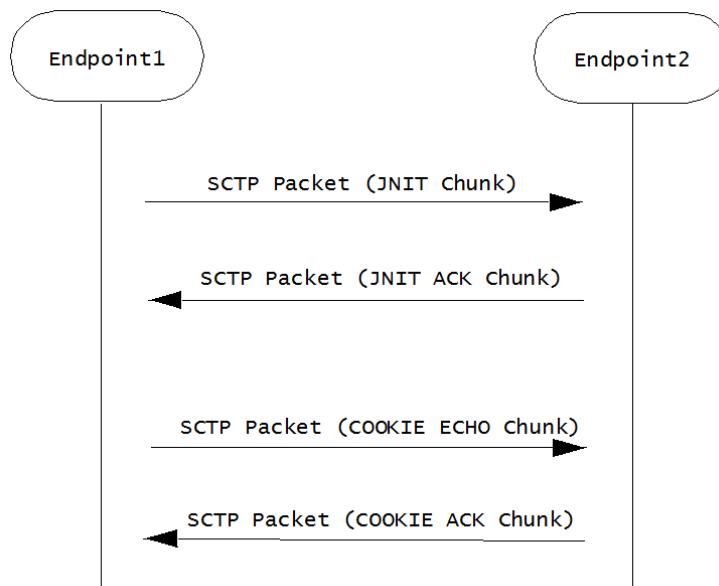 Endpoint1
Endpoint2
SCTP Packet (JNIT Chunk)
SCTP Packet (JNIT ACK Chunk)
SCTP Packet (COOKIE ECHO Chunk)
SCTP Packet (COOKIE ACK Chunk)